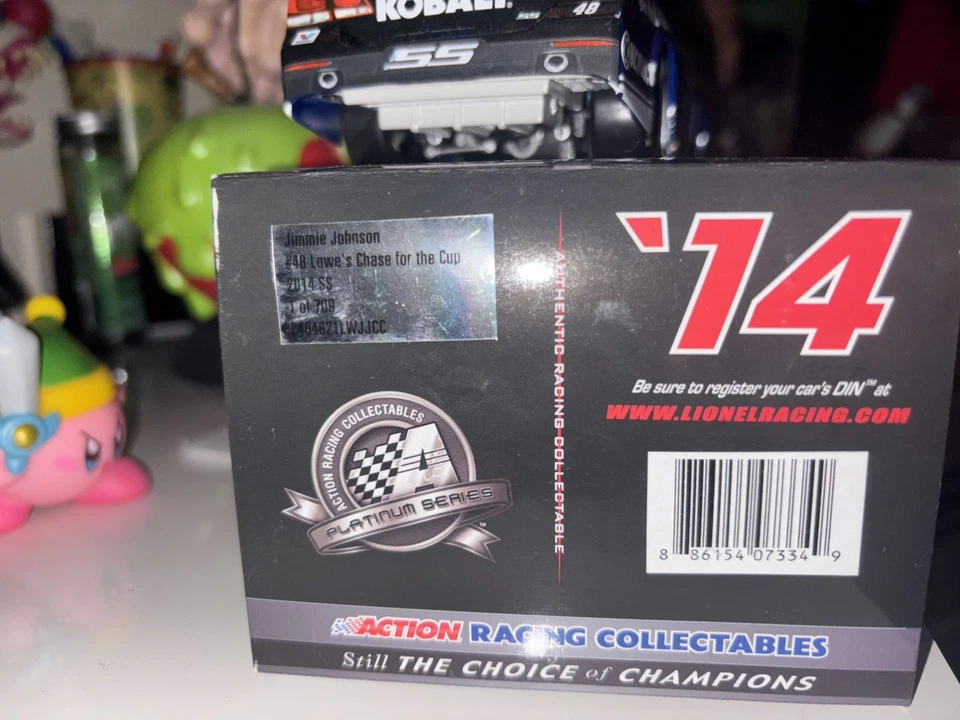 KOBALT
48
SS
Jimmie Johnson
#48 Lowe's Chase for the Cup
2014 SS
1 of 709
'14
Be sure to register your car's DIN™ at
WWW.LIONELRACING.COM
AUTHENTIC RACING COLLECTABLE
ACTION RACING COLLECTABLES
PLATINUM SERIES™
8 86154 07334 9
ACTION RACING COLLECTABLES
Still THE CHOICE of CHAMPIONS